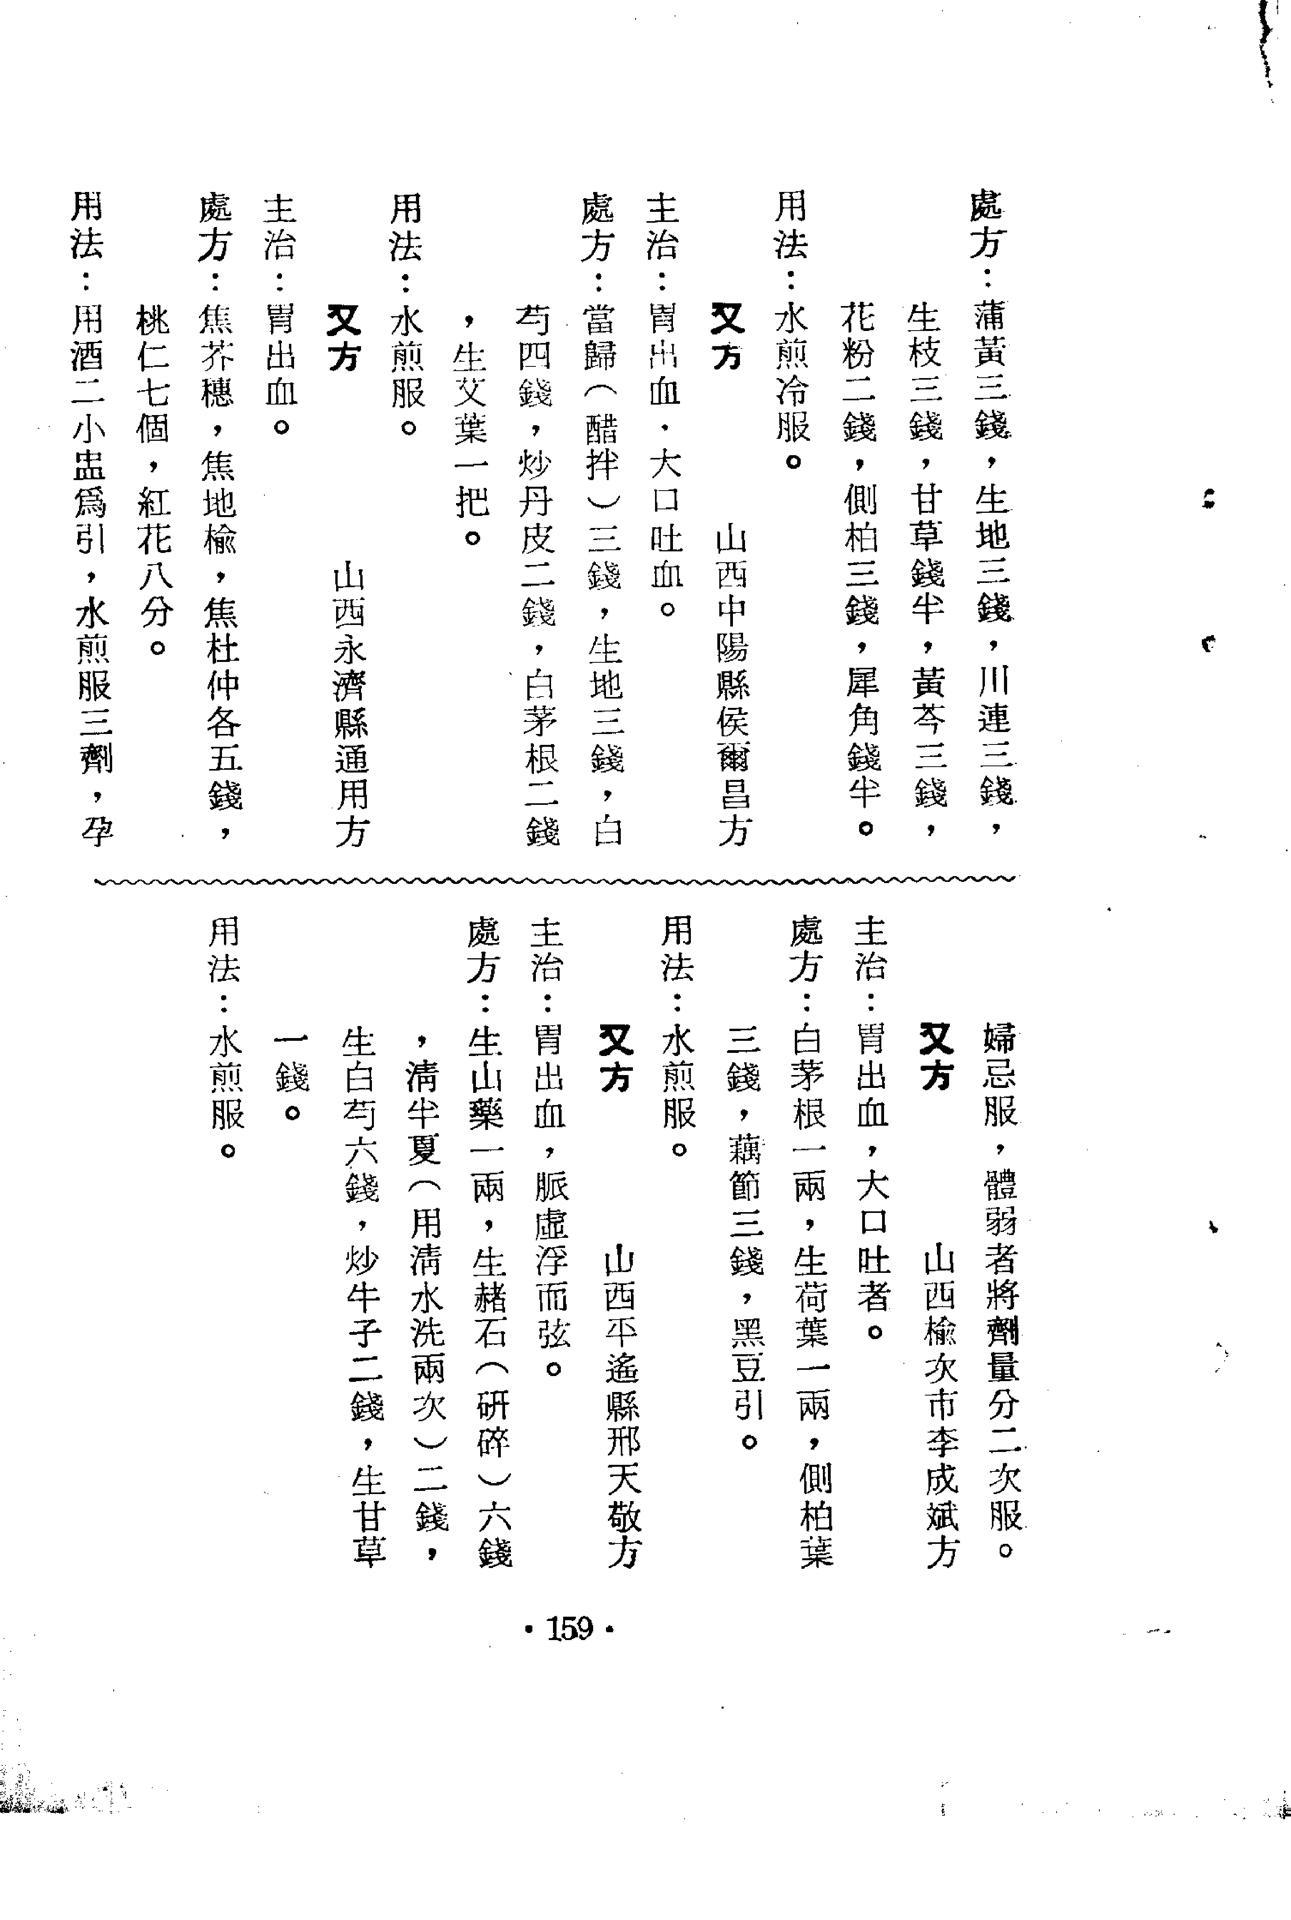 處方：蒲黃三錢，生地三錢，川連三錢，
生枝三錢，甘草錢半，黃芩三錢，
花粉二錢，側柏三錢，犀角錢半。
用法：水煎冷服。
又方　　山西中陽縣侯爾昌方
主治：胃出血．大口吐血。
處方：當歸（醋拌）三錢，生地三錢，白
芍四錢，炒丹皮二錢，白茅根二錢
，生艾葉一把。
用法：水煎服。
又方　　山西永濟縣通用方
主治：胃出血。
處方：焦芥穗，焦地榆，焦杜仲各五錢，
桃仁七個，紅花八分。
用法：用酒二小盅爲引，水煎服三劑，孕
婦忌服，體弱者將劑量分二次服。
又方　　山西榆次市李成斌方
主治：胃出血，大口吐者。
處方：白茅根一兩，生荷葉一兩，側柏葉
三錢，藕節三錢，黑豆引。
用法：水煎服。
又方　　山西平遙縣邢天敬方
主治：胃出血，脈虛浮而弦。
處方：生山藥一兩，生赭石（研碎）六錢
，淸半夏（用淸水洗兩次）二錢，
生白芍六錢，炒牛子二錢，生甘草
一錢。
用法：水煎服。
·159·